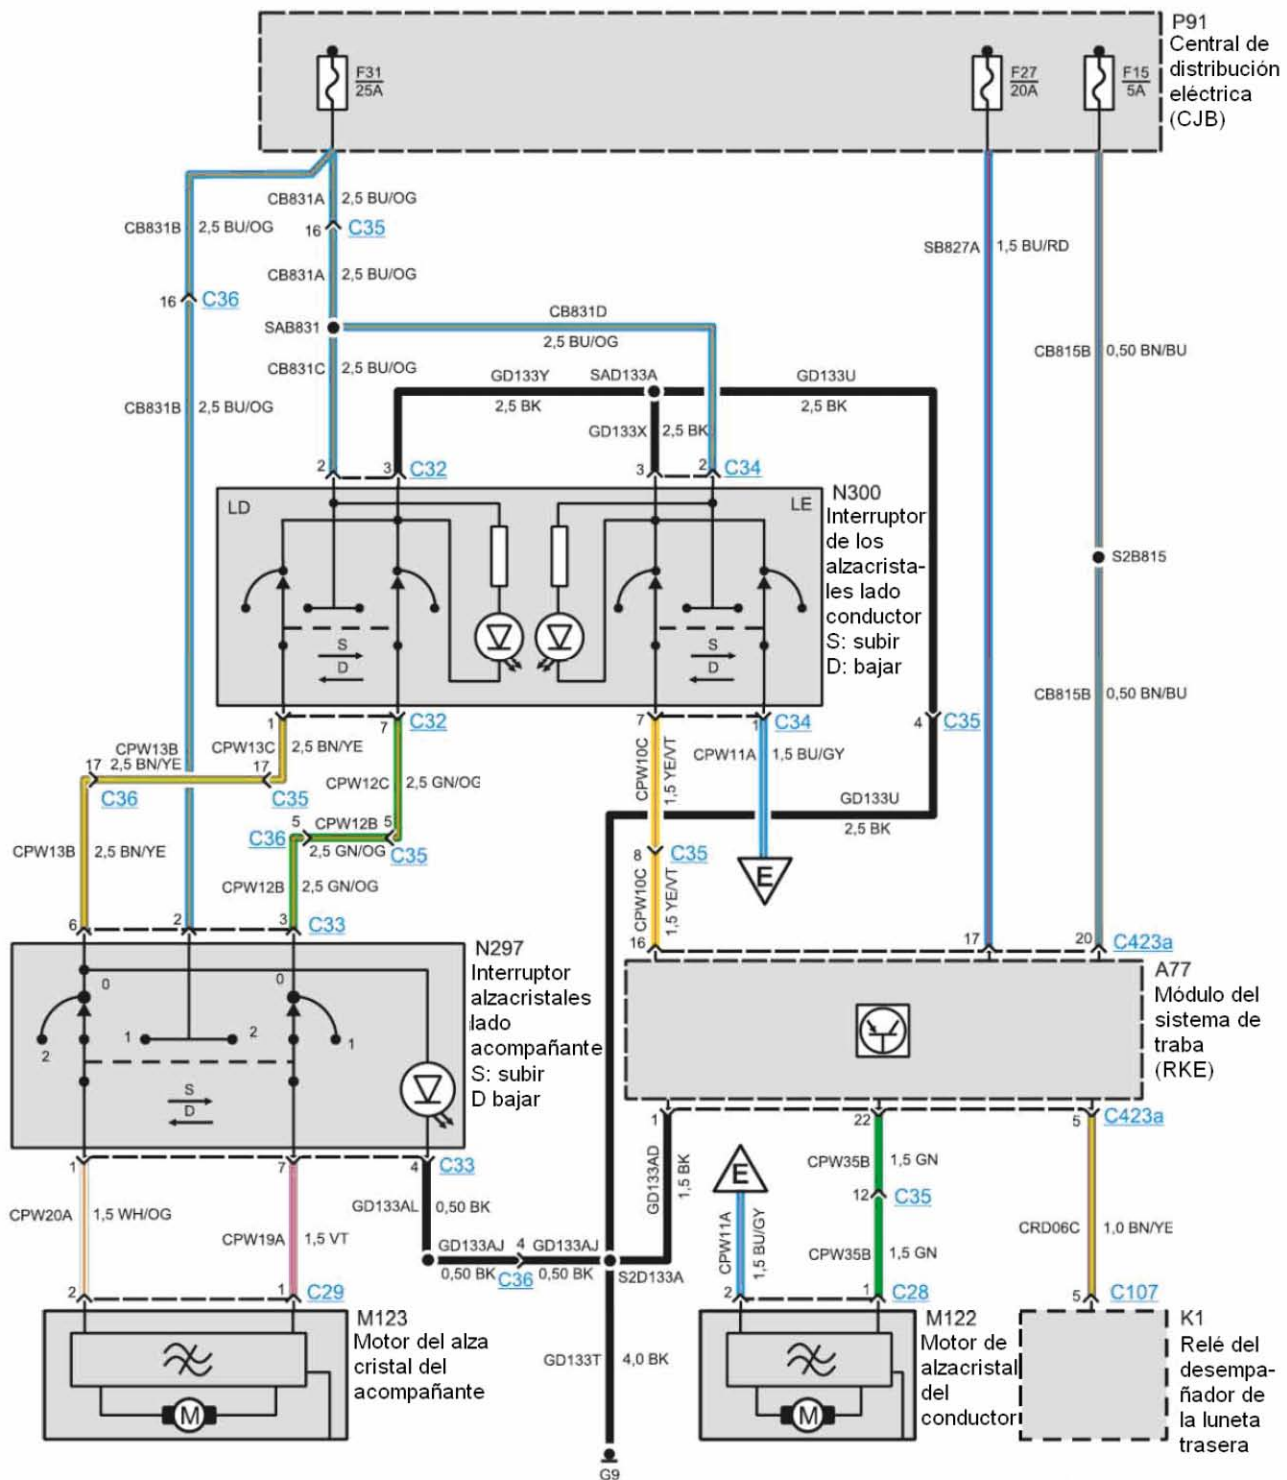 P91
Central de
distribución
eléctrica
(CJB)
F31
25A
F27
20A
F15
5A
CB831A 2,5 BU/OG
16 C35
CB831B 2,5 BU/OG
SB827A 1,5 BU/RD
CB831A 2,5 BU/OG
16 C36
CB831D
SAB831
2,5 BU/OG
CB815B 0,50 BN/BU
CB831C 2,5 BU/OG
GD133Y SAD133A GD133U
CB831B 2,5 BU/OG
2,5 BK 2,5 BK
GD133X 2,5 BK
2 3 C32
3 2 C34
LD LE
N300
Interruptor
de los
alzacrista-
les lado
conductor
S: subir
D: bajar
S
D
S
D
S2B815
CB815B 0,50 BN/BU
1 7 C32
7 1 C34
4 C35
CPW13B
2,5 BN/YE
CPW13C 2,5 BN/YE
17 C36
17 C35
CPW12C 2,5 GN/OG
CPW10C 1,5 YE/VT
CPW11A 1,5 BU/GY
GD133U
2,5 BK
C36 5 CPW12B 5
2,5 GN/OG C35
8 C35
CPW13B 2,5 BN/YE
E
CPW12B 2,5 GN/OG
CPW10C 1,5 YE/VT
6 2 3 C33
16 17 20 C423a
N297
Interruptor
alzacristales
lado
acompañante
S: subir
D bajar
0 0
2 1 2 1
S
D
A77
Módulo del
sistema de
traba
(RKE)
1 7 4 C33
1 22 5 C423a
GD133AD 1,5 BK
CPW35B 1,5 GN
E
12 C35
CPW20A 1,5 WH/OG
GD133AL 0,50 BK
CPW19A 1,5 VT
CRD06C 1,0 BN/YE
CPW11A 1,5 BU/GY
GD133AJ 4 GD133AJ
0,50 BK C36 0,50 BK
S2D133A
CPW35B 1,5 GN
2 1 C29
2 1 C28
5 C107
M123
Motor del alza
cristal del
acompañante
M
GD133T 4,0 BK
M122
Motor de
alzacristal
del
conductor
M
K1
Relé del
desempa-
ñador de
la luneta
trasera
G9